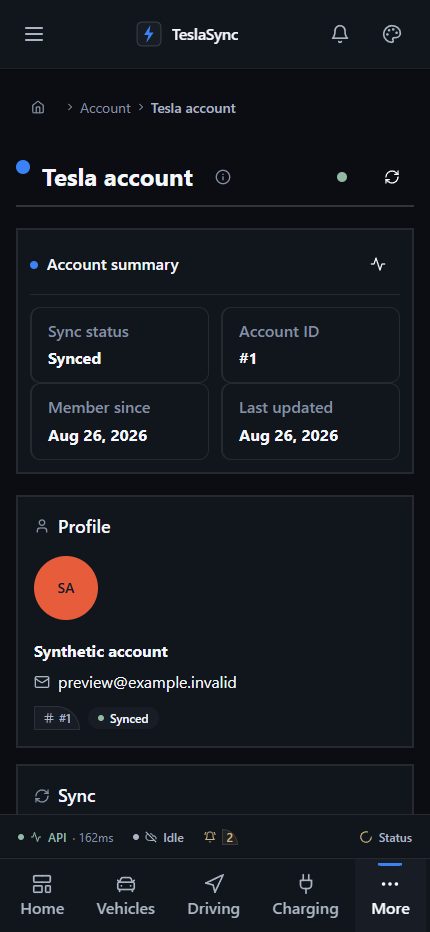 TeslaSync
Account Tesla account
Tesla account
Account summary
Sync status
Synced
Account ID
#1
Member since
Aug 26, 2026
Last updated
Aug 26, 2026
Profile
SA
Synthetic account
preview@example.invalid
#1 Synced
Sync
API · 162ms Idle 2 Status
Home Vehicles Driving Charging More